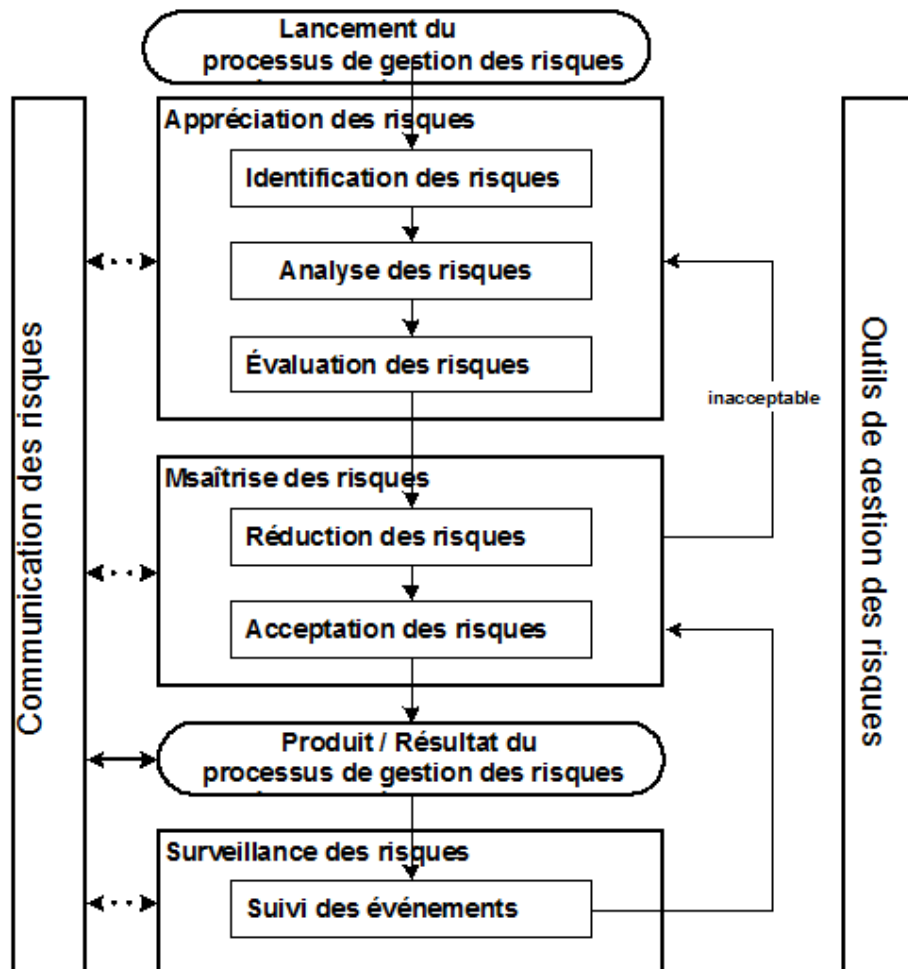 Lancement du
processus de gestion des risques
Appréciation des risques
Identification des risques
Analyse des risques
Évaluation des risques
inacceptable
Msaîtrise des risques
Réduction des risques
Acceptation des risques
Produit / Résultat du
processus de gestion des risques
Surveillance des risques
Suivi des événements
Communication des risques
Outils de gestion des risques